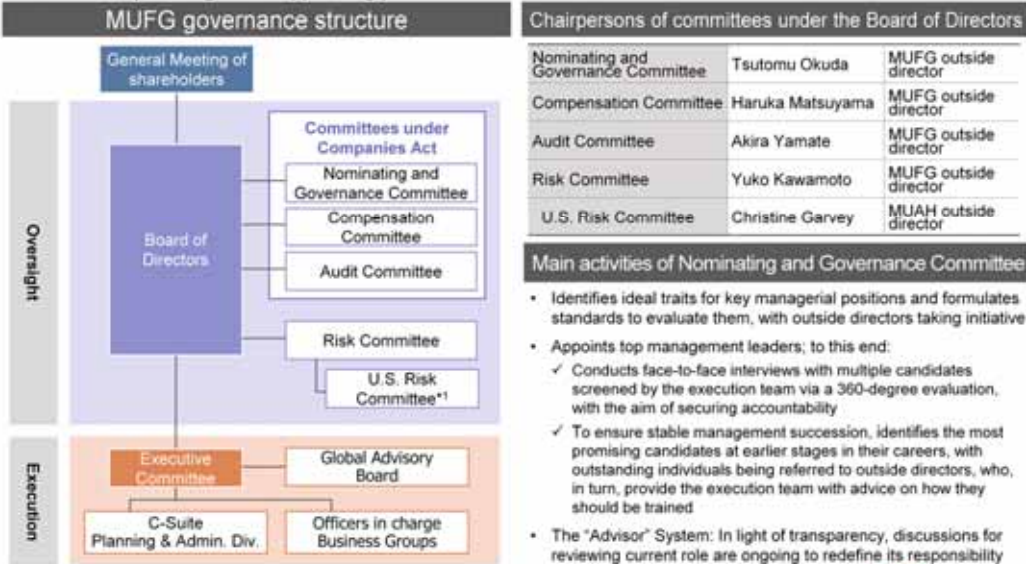 MUFG governance structure
General Meeting of
shareholders
Oversight
Board of
Directors
Committees under
Companies Act
Nominating and
Governance Committee
Compensation
Committee
Audit Committee
Risk Committee
U.S. Risk
Committee*1
Execution
Executive
Committee
Global Advisory
Board
C-Suite
Planning & Admin. Div.
Officers in charge
Business Groups
Chairpersons of committees under the Board of Directors
Nominating and
Governance Committee
Tsutomu Okuda
MUFG outside
director
Compensation Committee
Haruka Matsuyama
MUFG outside
director
Audit Committee
Akira Yamate
MUFG outside
director
Risk Committee
Yuko Kawamoto
MUFG outside
director
U.S. Risk Committee
Christine Garvey
MUAH outside
director
Main activities of Nominating and Governance Committee
• Identifies ideal traits for key managerial positions and formulates
standards to evaluate them, with outside directors taking initiative
• Appoints top management leaders; to this end:
✓ Conducts face-to-face interviews with multiple candidates
screened by the execution team via a 360-degree evaluation,
with the aim of securing accountability
✓ To ensure stable management succession, identifies the most
promising candidates at earlier stages in their careers, with
outstanding individuals being referred to outside directors, who,
in turn, provide the execution team with advice on how they
should be trained
• The "Advisor" System: In light of transparency, discussions for
reviewing current role are ongoing to redefine its responsibility